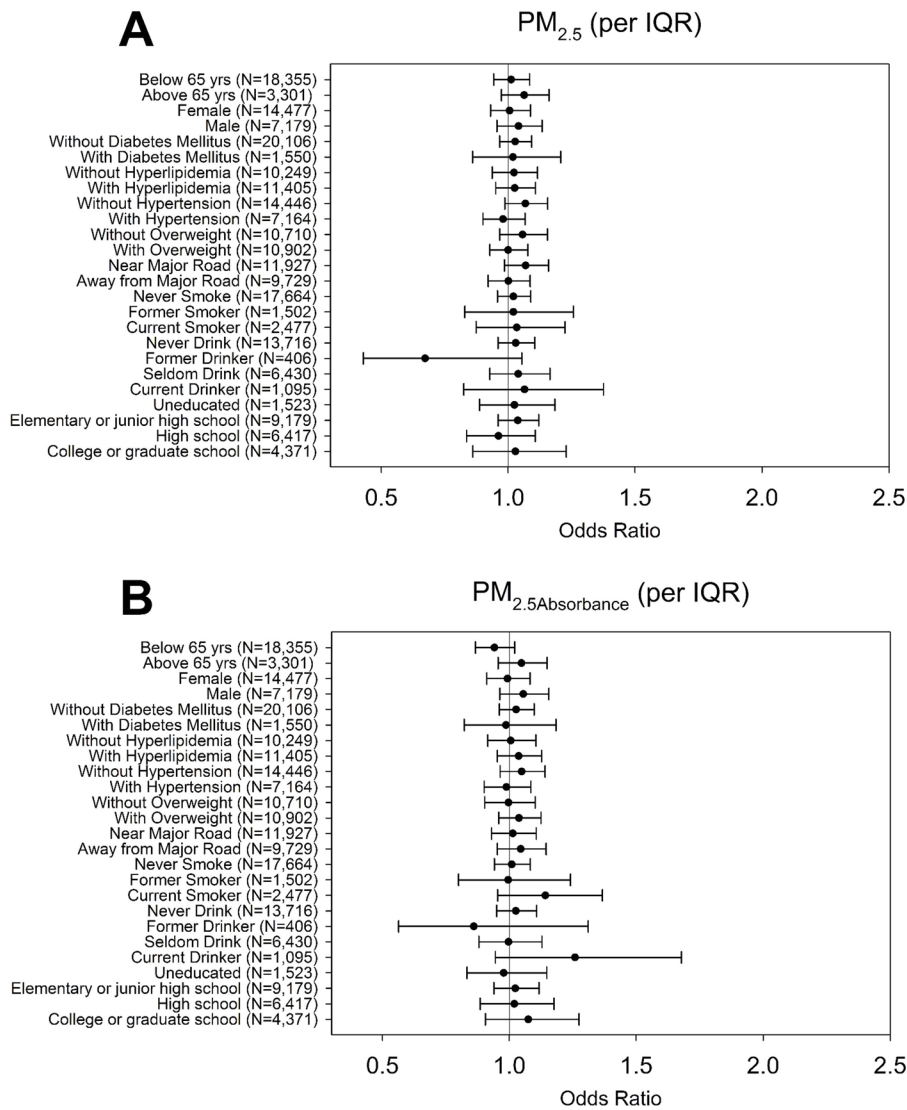 A
PM2.5 (per IQR)
Below 65 yrs (N=18,355)
Above 65 yrs (N=3,301)
Female (N=14,477)
Male (N=7,179)
Without Diabetes Mellitus (N=20,106)
With Diabetes Mellitus (N=1,550)
Without Hyperlipidemia (N=10,249)
With Hyperlipidemia (N=11,405)
Without Hypertension (N=14,446)
With Hypertension (N=7,164)
Without Overweight (N=10,710)
With Overweight (N=10,902)
Near Major Road (N=11,927)
Away from Major Road (N=9,729)
Never Smoke (N=17,664)
Former Smoker (N=1,502)
Current Smoker (N=2,477)
Never Drink (N=13,716)
Former Drinker (N=406)
Seldom Drink (N=6,430)
Current Drinker (N=1,095)
Uneducated (N=1,523)
Elementary or junior high school (N=9,179)
High school (N=6,417)
College or graduate school (N=4,371)
0.5 1.0 1.5 2.0 2.5
Odds Ratio
B
PM2.5Absorbance (per IQR)
Below 65 yrs (N=18,355)
Above 65 yrs (N=3,301)
Female (N=14,477)
Male (N=7,179)
Without Diabetes Mellitus (N=20,106)
With Diabetes Mellitus (N=1,550)
Without Hyperlipidemia (N=10,249)
With Hyperlipidemia (N=11,405)
Without Hypertension (N=14,446)
With Hypertension (N=7,164)
Without Overweight (N=10,710)
With Overweight (N=10,902)
Near Major Road (N=11,927)
Away from Major Road (N=9,729)
Never Smoke (N=17,664)
Former Smoker (N=1,502)
Current Smoker (N=2,477)
Never Drink (N=13,716)
Former Drinker (N=406)
Seldom Drink (N=6,430)
Current Drinker (N=1,095)
Uneducated (N=1,523)
Elementary or junior high school (N=9,179)
High school (N=6,417)
College or graduate school (N=4,371)
0.5 1.0 1.5 2.0 2.5
Odds Ratio